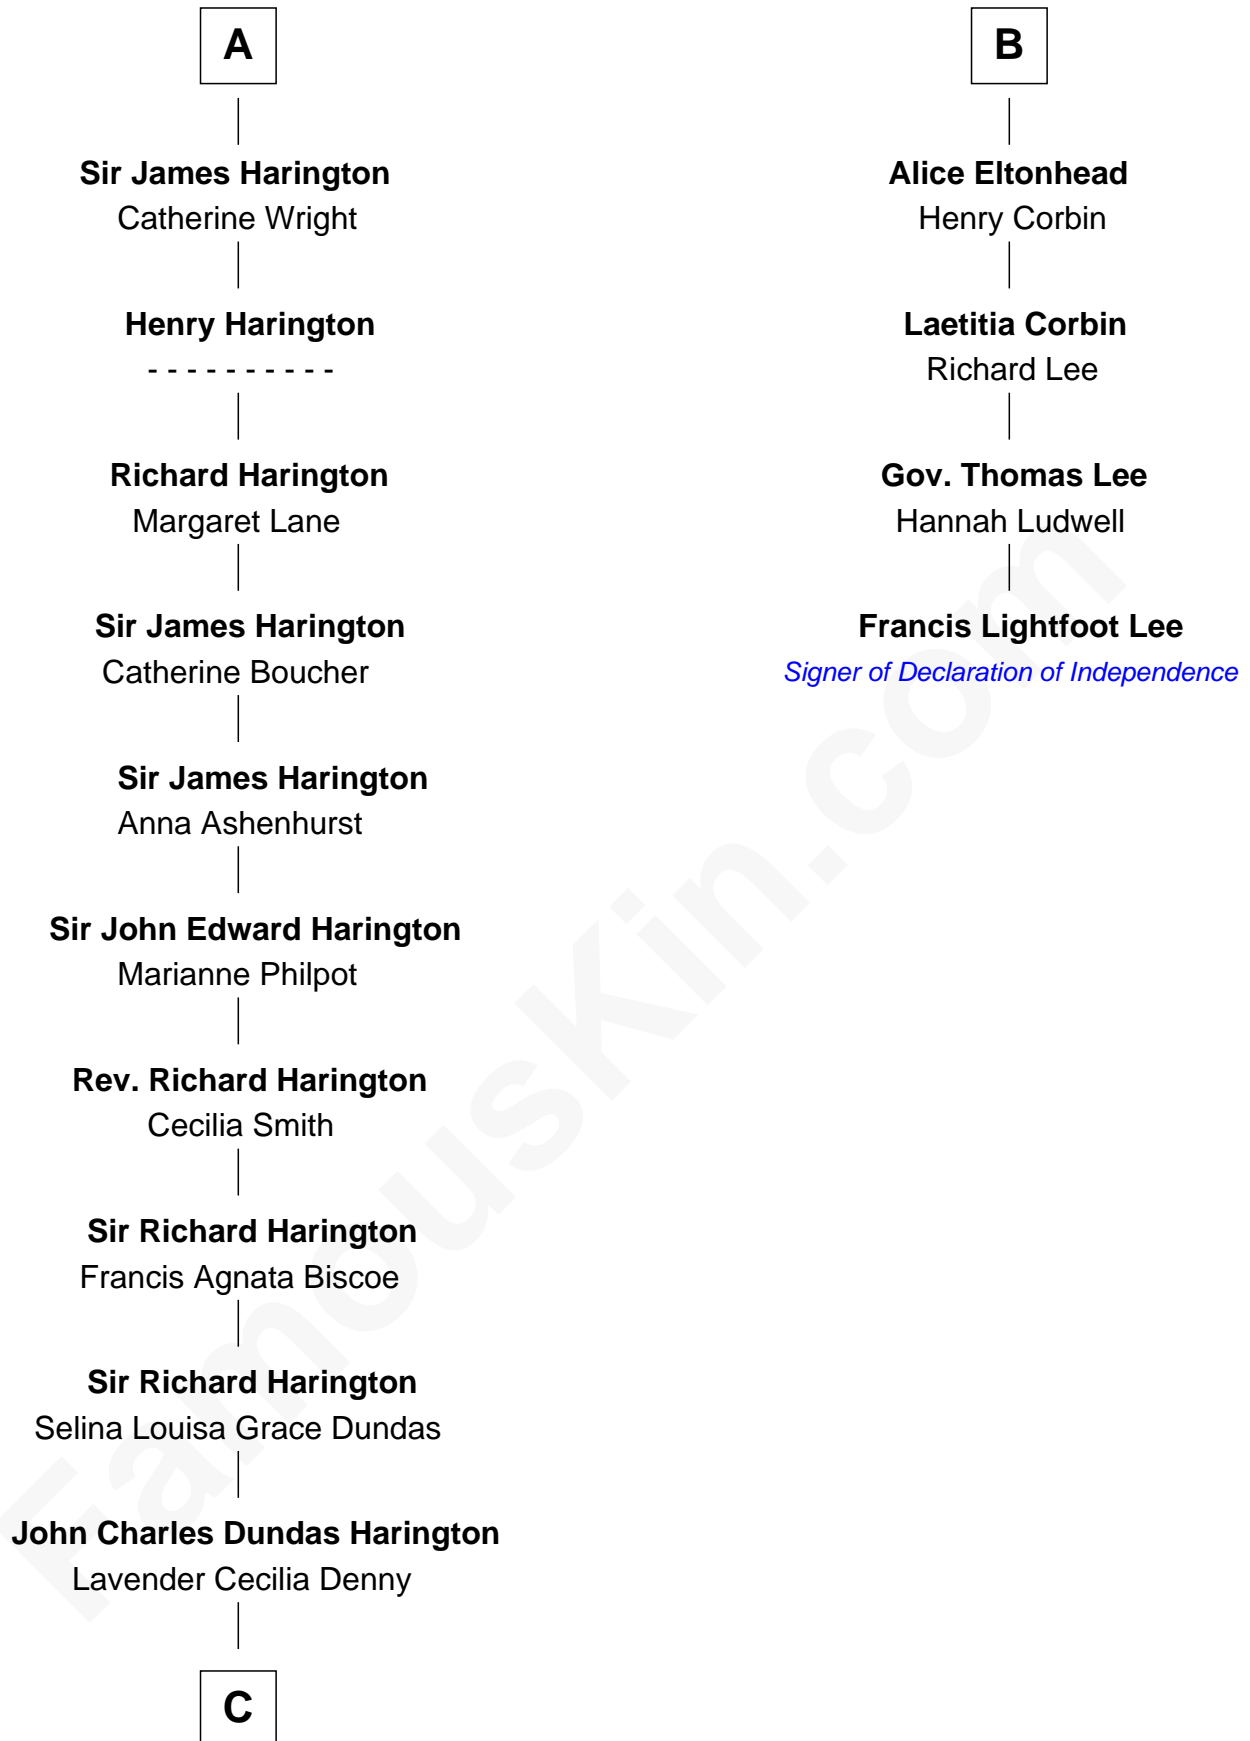 A
Sir James Harington
Catherine Wright
Henry Harington
- - - - - - - - - -
Richard Harington
Margaret Lane
Sir James Harington
Catherine Boucher
Sir James Harington
Anna Ashenhurst
Sir John Edward Harington
Marianne Philpot
Rev. Richard Harington
Cecilia Smith
Sir Richard Harington
Francis Agnata Biscoe
Sir Richard Harington
Selina Louisa Grace Dundas
John Charles Dundas Harington
Lavender Cecilia Denny
C
B
Alice Eltonhead
Henry Corbin
Laetitia Corbin
Richard Lee
Gov. Thomas Lee
Hannah Ludwell
Francis Lightfoot Lee
Signer of Declaration of Independence
FamousKin.com